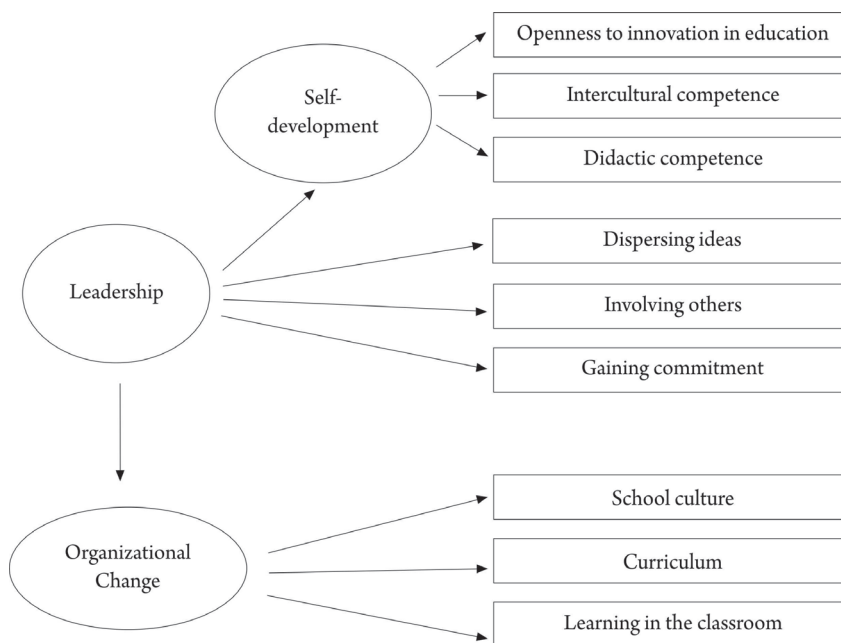 Openness to innovation in education
Self-
development
Intercultural competence
Didactic competence
Dispersing ideas
Leadership
Involving others
Gaining commitment
School culture
Organizational
Change
Curriculum
Learning in the classroom